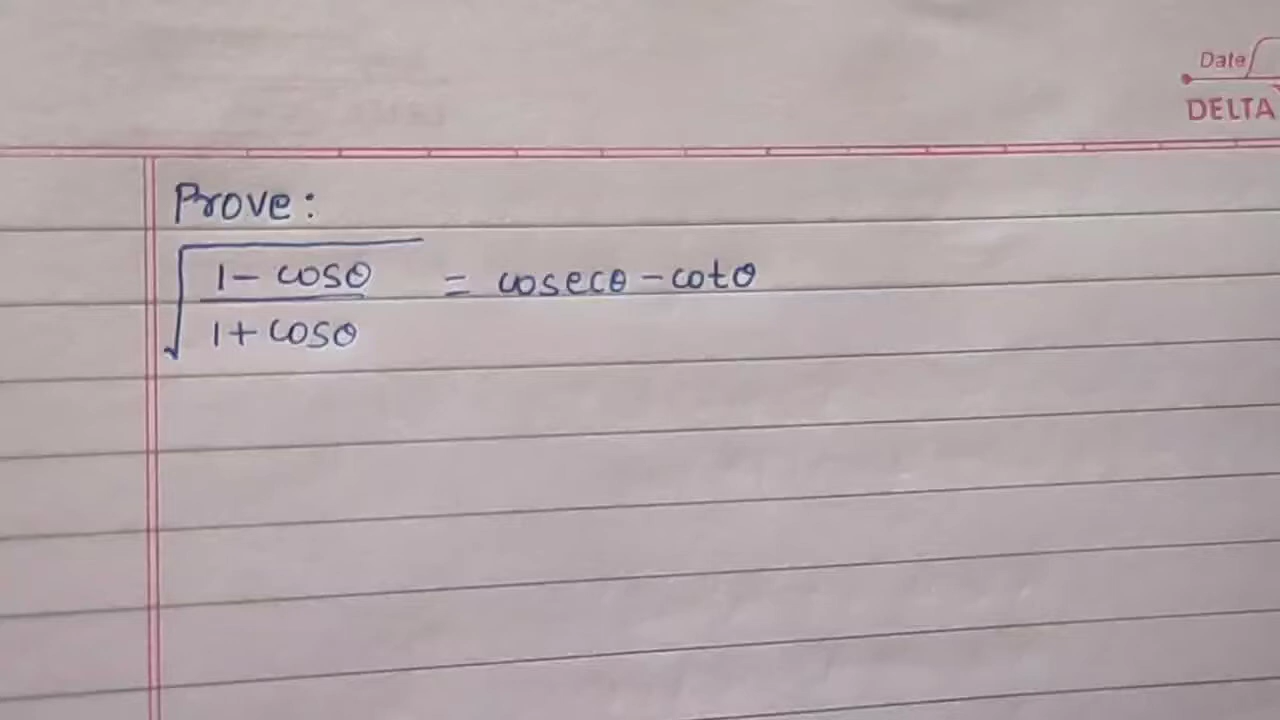 Date
DELTA
Prove:
√(1 - cosθ / 1 + cosθ) = cosecθ - cotθ